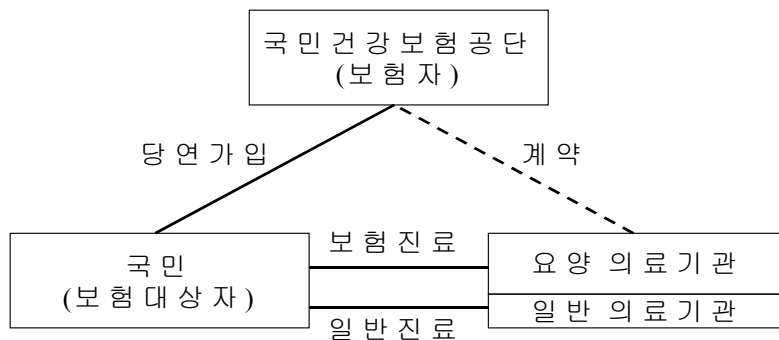 국민건강보험공단
(보험자)
당연가입
계약
국민
(보험대상자)
보험진료
일반진료
요양 의료기관
일반 의료기관